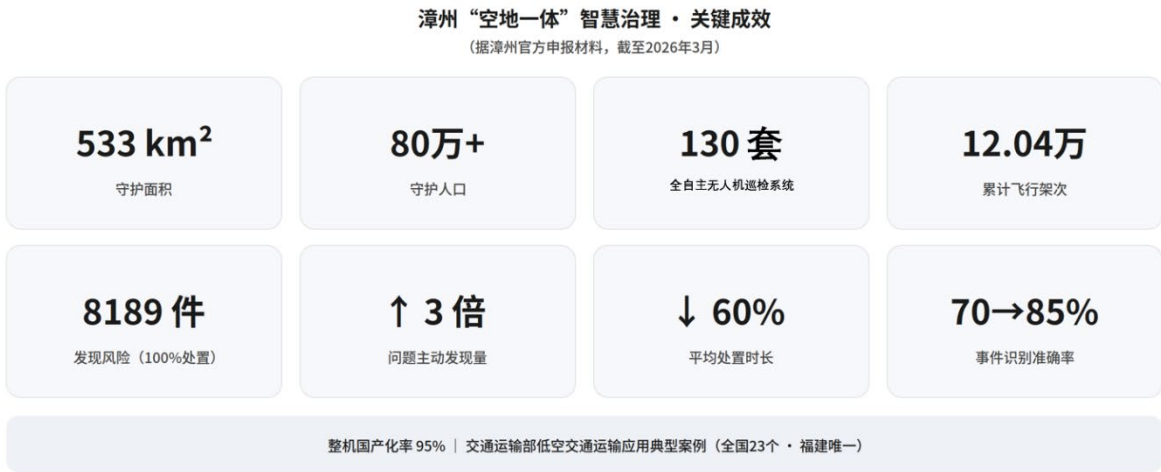 漳州“空地一体”智慧治理 · 关键成效
（据漳州官方申报材料，截至2026年3月）
533 km²
守护面积
80万+
守护人口
130 套
全自主无人机巡检系统
12.04万
累计飞行架次
8189 件
发现风险（100%处置）
↑ 3 倍
问题主动发现量
↓ 60%
平均处置时长
70→85%
事件识别准确率
整机国产化率 95%｜交通运输部低空交通运输应用典型案例（全国23个 · 福建唯一）